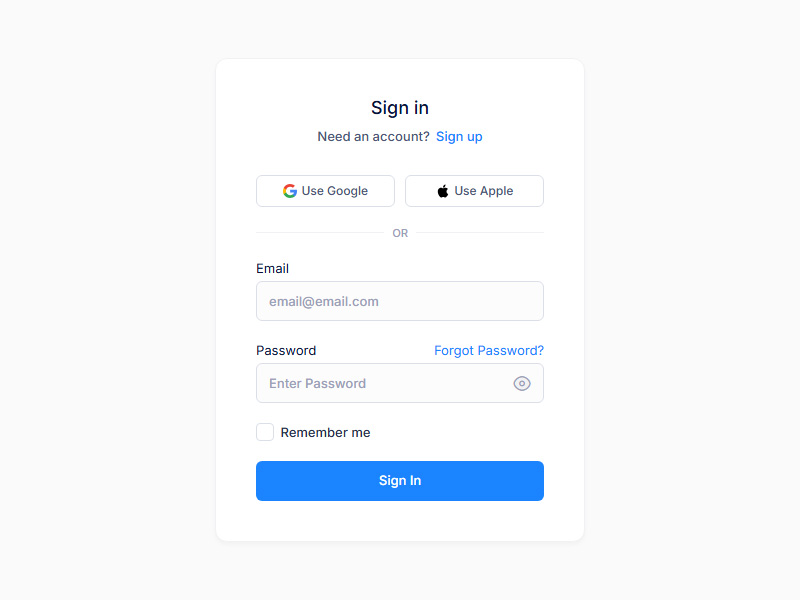 Sign in
Need an account? Sign up
Use Google
Use Apple
OR
Email
email@email.com
Password
Forgot Password?
Enter Password
Remember me
Sign In